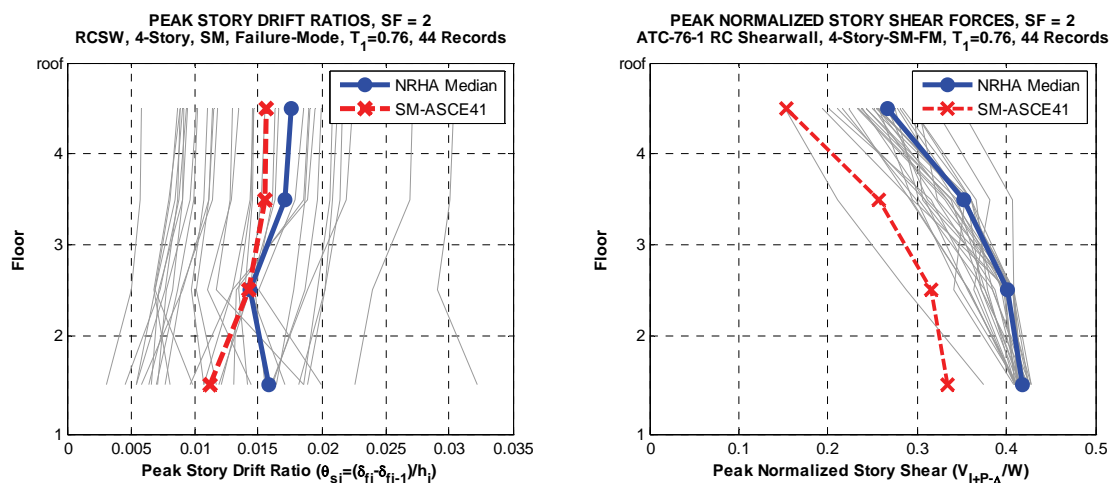 PEAK STORY DRIFT RATIOS, SF = 2
RCSW, 4-Story, SM, Failure-Mode, T1=0.76, 44 Records
roof
4
3
2
1
Floor
NRHA Median
SM-ASCE41
0 0.005 0.01 0.015 0.02 0.025 0.03 0.035
Peak Story Drift Ratio (θsi=(δfi-δfi-1)/hi)
PEAK NORMALIZED STORY SHEAR FORCES, SF = 2
ATC-76-1 RC Shearwall, 4-Story-SM-FM, T1=0.76, 44 Records
roof
4
3
2
1
Floor
NRHA Median
SM-ASCE41
0 0.1 0.2 0.3 0.4 0.5
Peak Normalized Story Shear (VI+P-Δ/W)